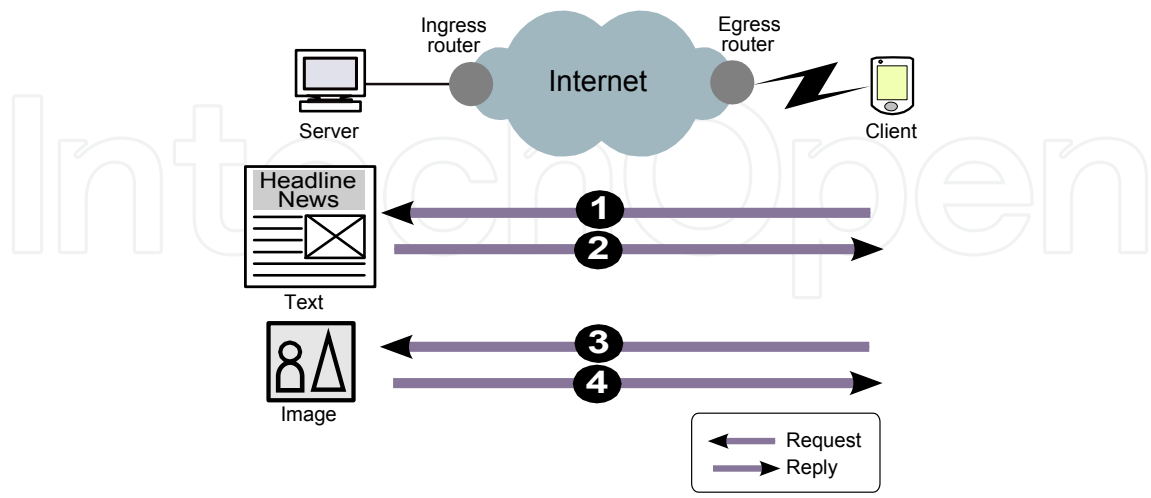 Ingress
router
Egress
router
Internet
Server
Client
IntechOpen
Headline
News
1
2
Text
3
4
Image
Request
Reply